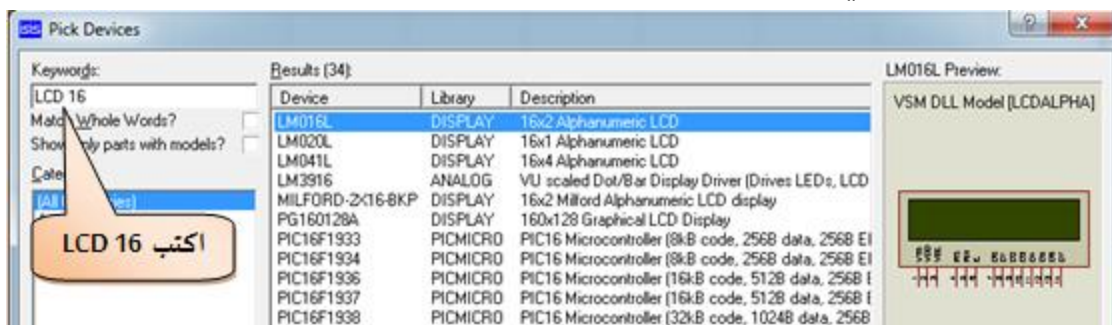 ISIS Pick Devices
Keywords:
LCD 16
Match Whole Words?
Show only parts with models?
اكتب LCD 16
Results (34):
Device Library Description
LM016L DISPLAY 16x2 Alphanumeric LCD
LM020L DISPLAY 16x1 Alphanumeric LCD
LM041L DISPLAY 16x4 Alphanumeric LCD
LM3916 ANALOG VU scaled Dot/Bar Display Driver (Drives LEDs, LCD
MILFORD-2X16-BKP DISPLAY 16x2 Milford Alphanumeric LCD display
PG160128A DISPLAY 160x128 Graphical LCD Display
PIC16F1933 PICMICRO PIC16 Microcontroller (8kB code, 256B data, 256B EI
PIC16F1934 PICMICRO PIC16 Microcontroller (8kB code, 256B data, 256B EI
PIC16F1936 PICMICRO PIC16 Microcontroller (16kB code, 512B data, 256B
PIC16F1937 PICMICRO PIC16 Microcontroller (16kB code, 512B data, 256B
PIC16F1938 PICMICRO PIC16 Microcontroller (32kB code, 1024B data, 256B
LM016L Preview:
VSM DLL Model [LCDALPHA]